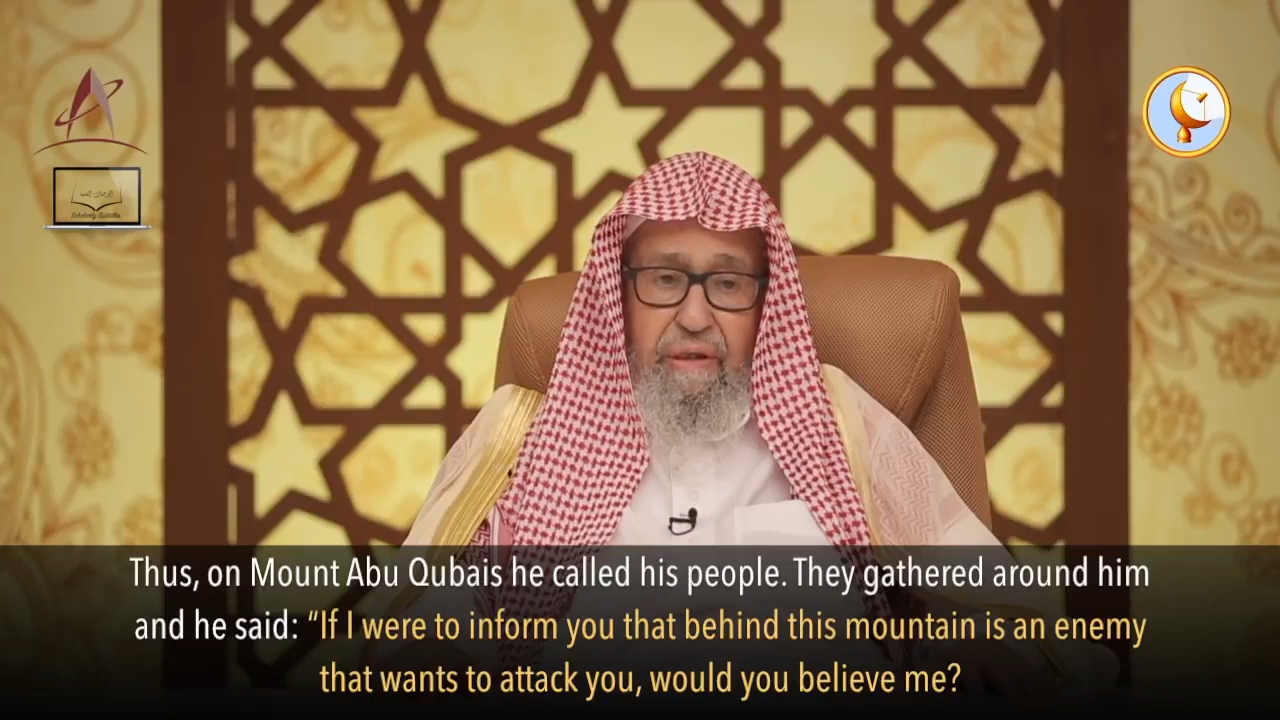 Thus, on Mount Abu Qubais he called his people. They gathered around him
and he said: “If I were to inform you that behind this mountain is an enemy
that wants to attack you, would you believe me?